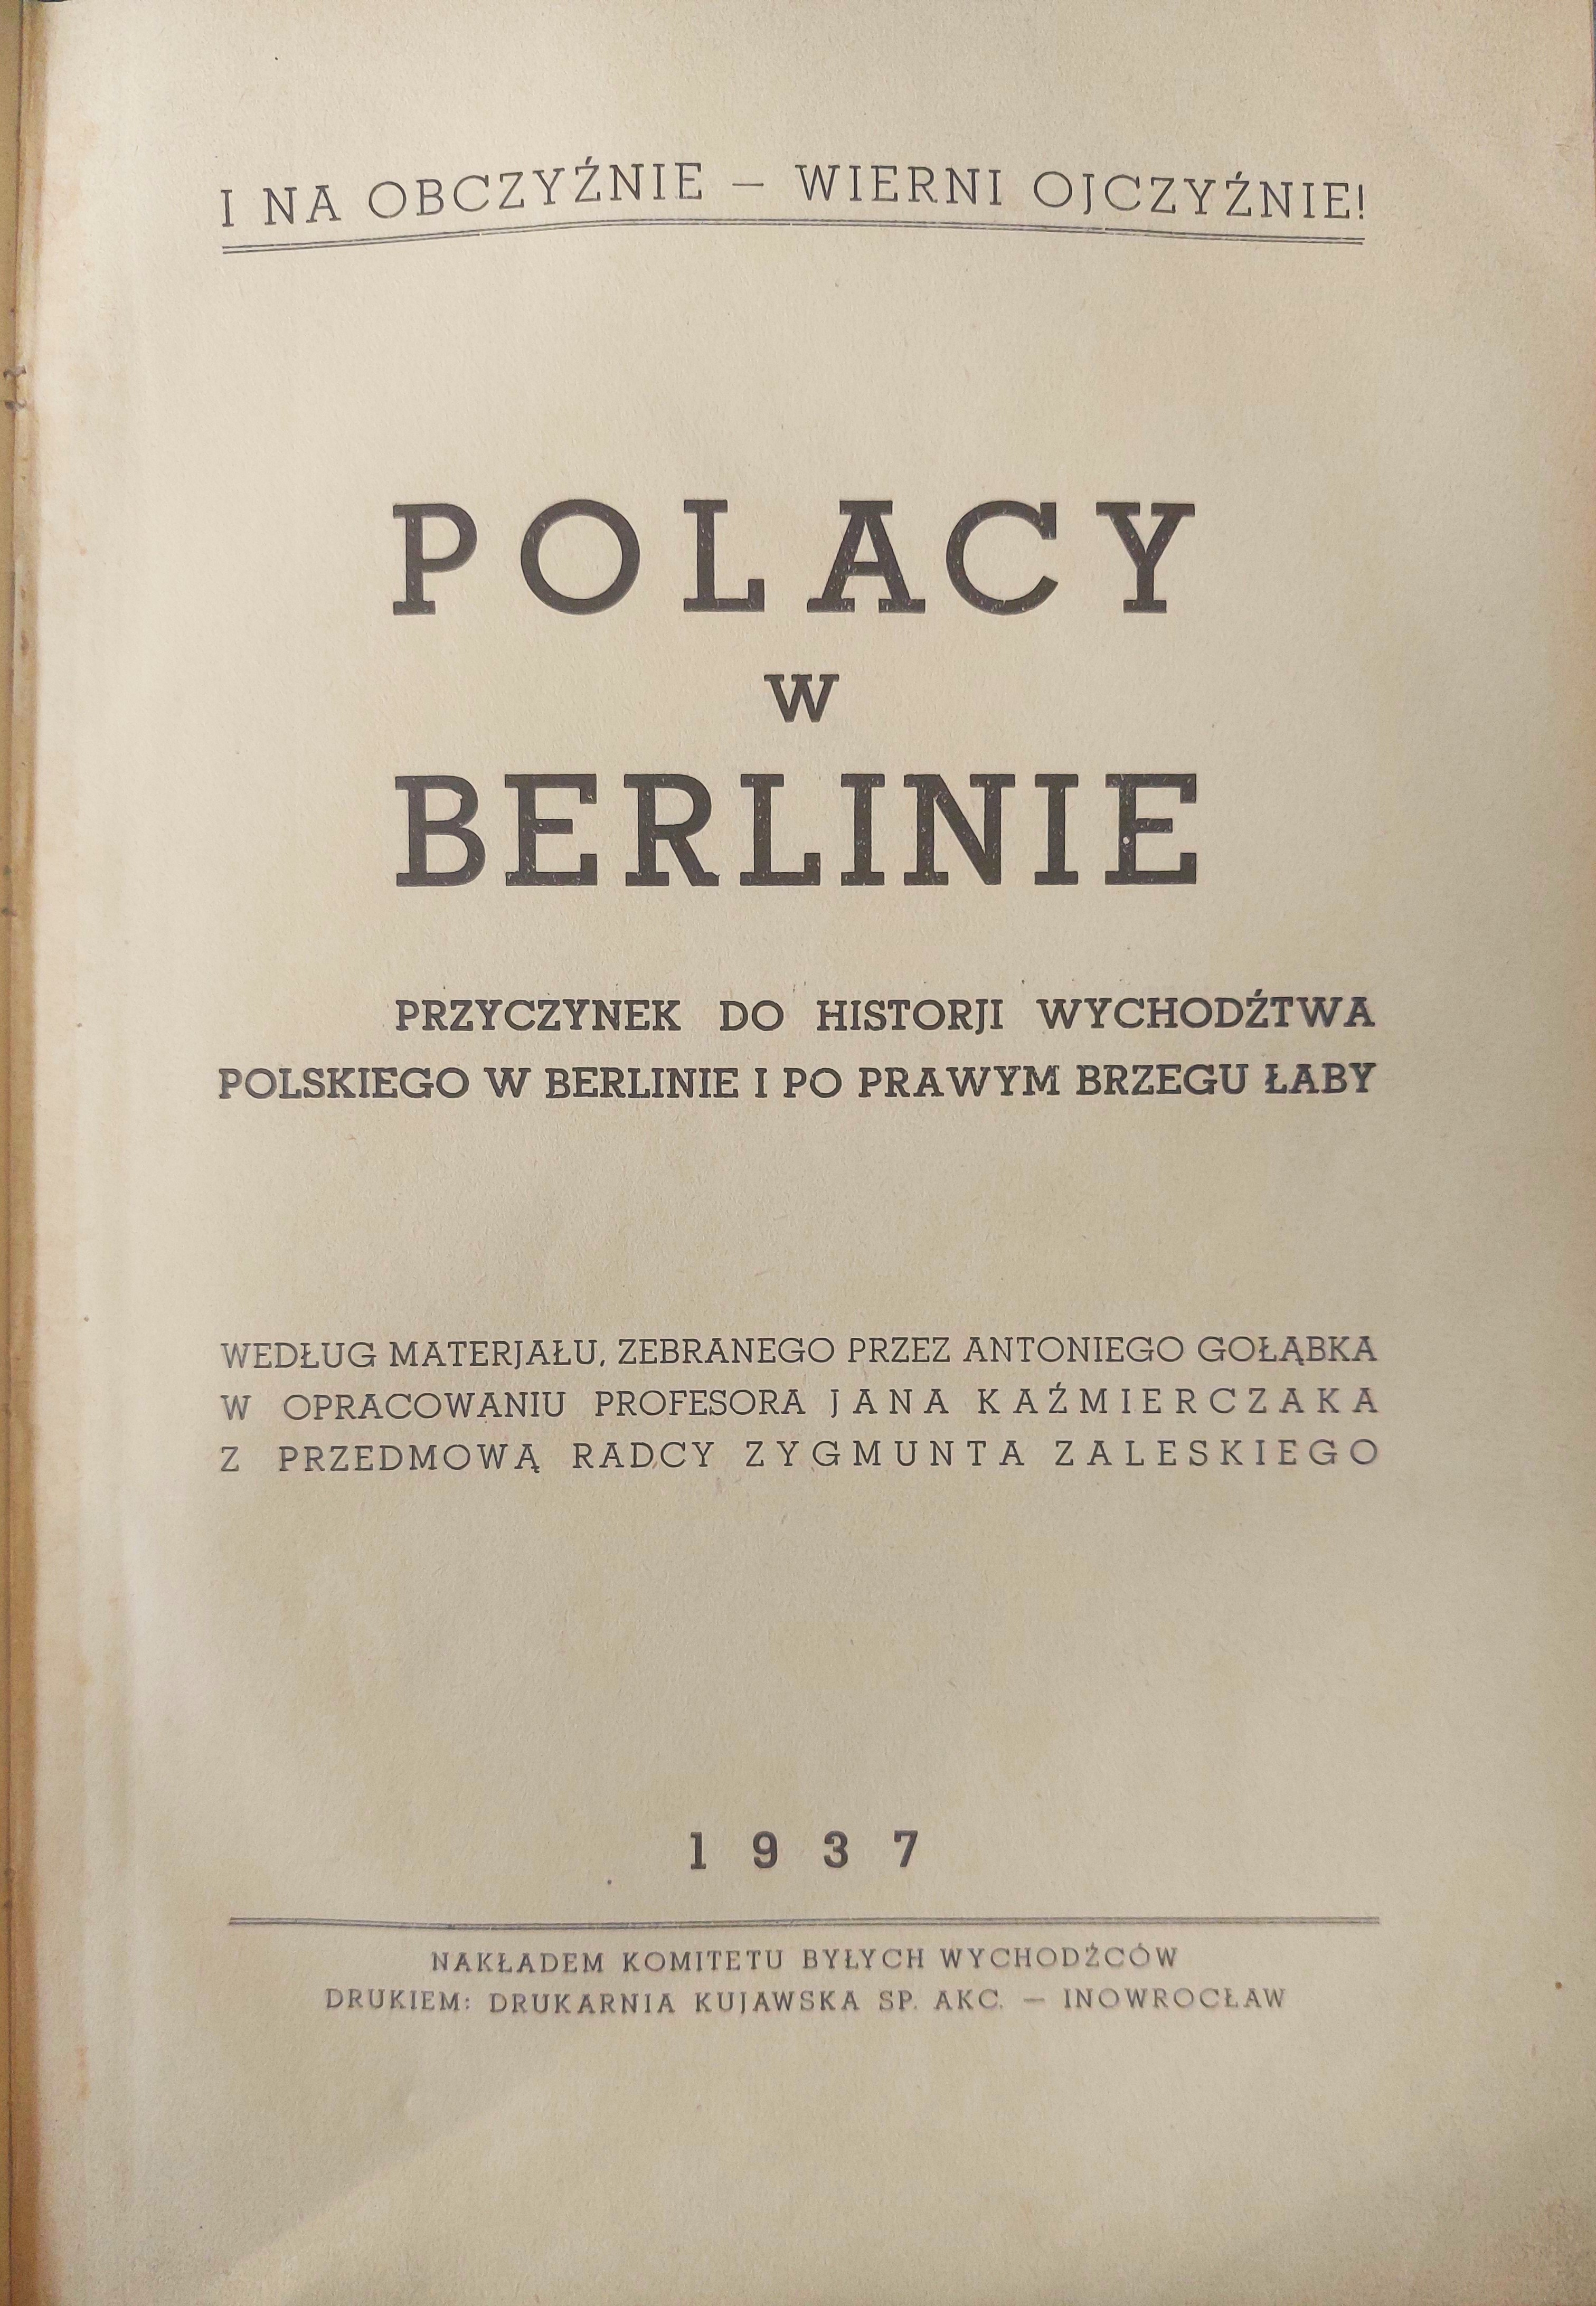 I NA OBCZYŹNIE — WIERNI OJCZYŹNIE!
POLACY
W
BERLINIE
PRZYCZYNEK DO HISTORJI WYCHODŹTWA
POLSKIEGO W BERLINIE I PO PRAWYM BRZEGU ŁABY
WEDŁUG MATERJAŁU, ZEBRANEGO PRZEZ ANTONIEGO GOŁĄBKA
W OPRACOWANIU PROFESORA JANA KAŹMIERCZAKA
Z PRZEDMOWĄ RADCY ZYGMUNTA ZALESKIEGO
1937
NAKŁADEM KOMITETU BYŁYCH WYCHODŹCÓW
DRUKIEM: DRUKARNIA KUJAWSKA SP. AKC. — INOWROCŁAW